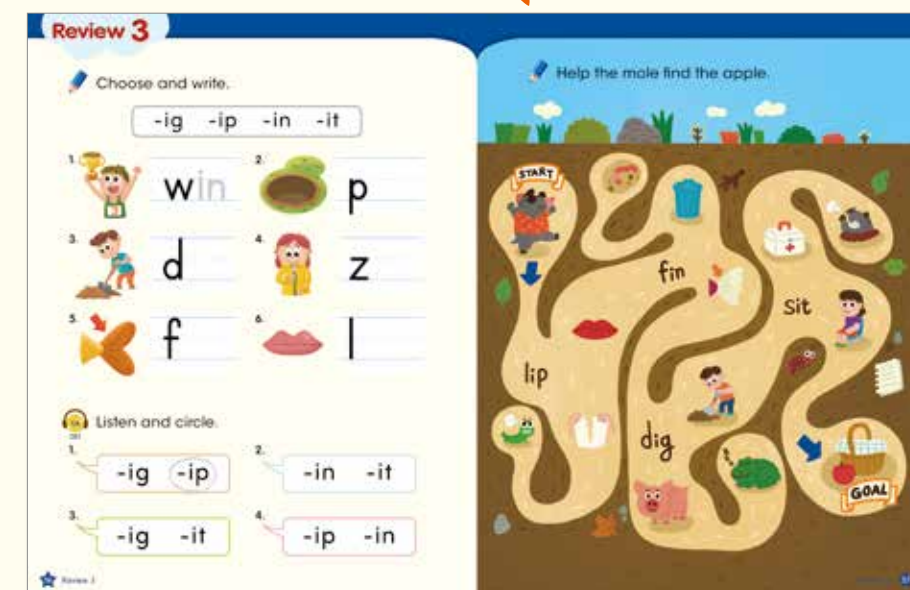 Review 3
Choose and write.
-ig -ip -in -it
1. win
2. p
3. d
4. z
5. f
6. l
Listen and circle.
1. -ig -ip
2. -in -it
3. -ig -it
4. -ip -in
Review 3
Help the mole find the apple.
START
fin
sit
lip
dig
GOAL